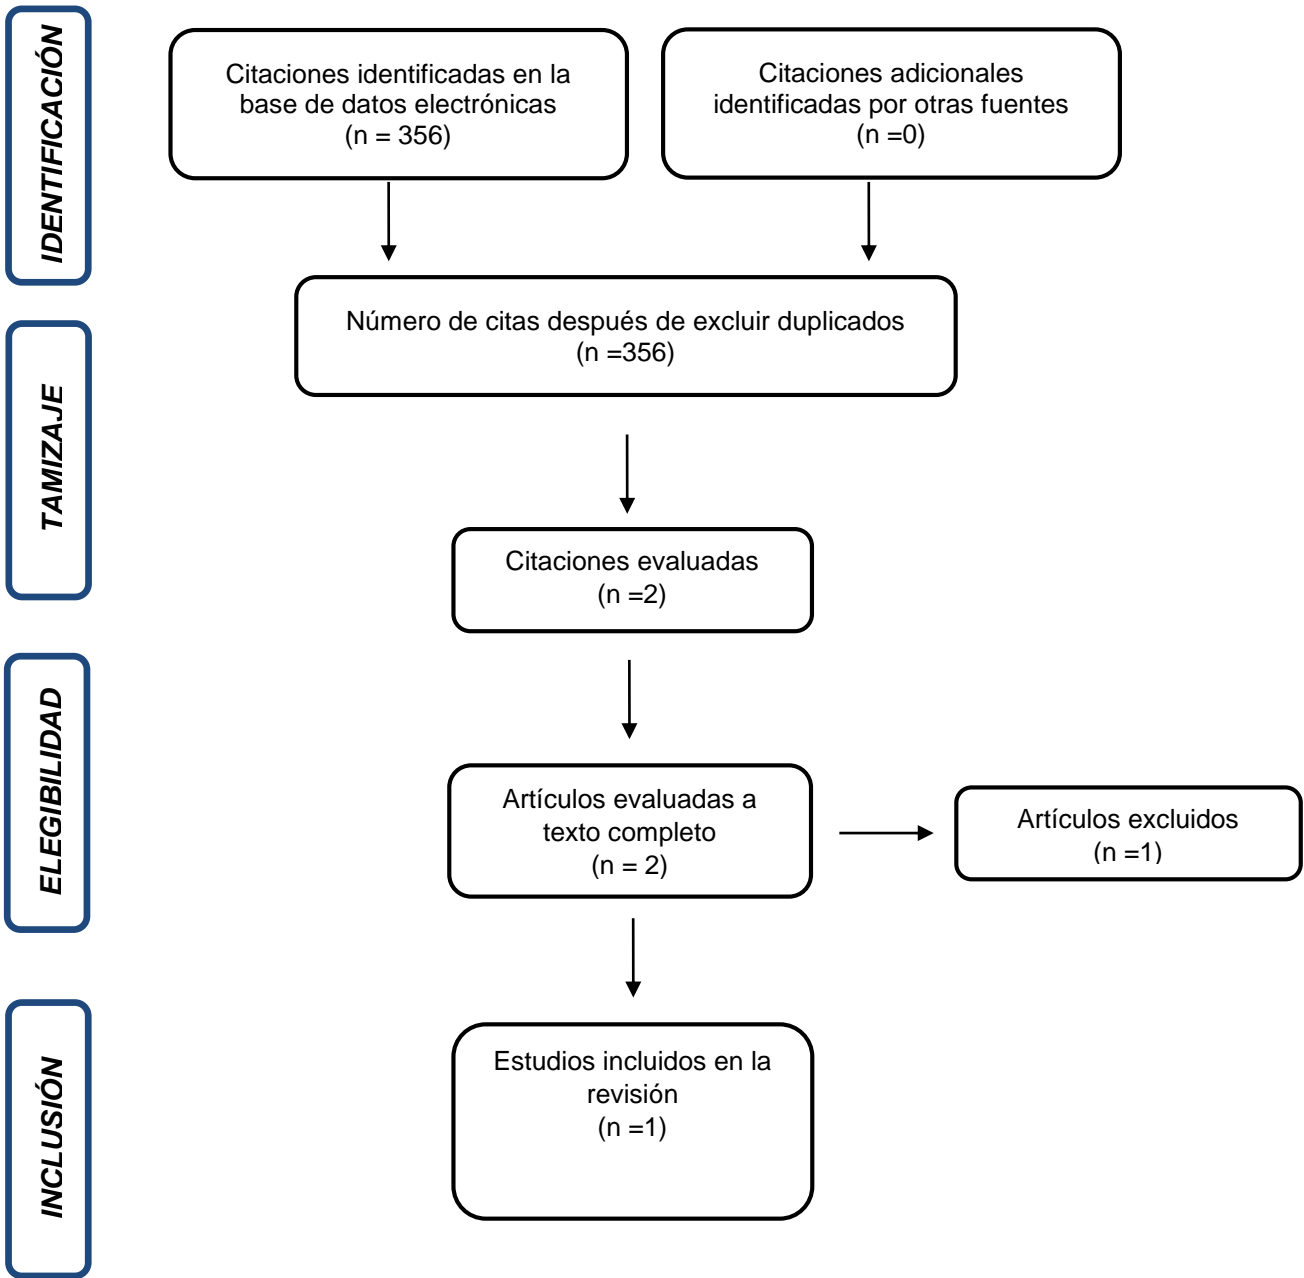 IDENTIFICACIÓN
Citaciones identificadas en la
base de datos electrónicas
(n = 356)
Citaciones adicionales
identificadas por otras fuentes
(n =0)
Número de citas después de excluir duplicados
(n =356)
TAMIZAJE
Citaciones evaluadas
(n =2)
ELEGIBILIDAD
Artículos evaluadas a
texto completo
(n = 2)
Artículos excluidos
(n =1)
INCLUSIÓN
Estudios incluidos en la
revisión
(n =1)